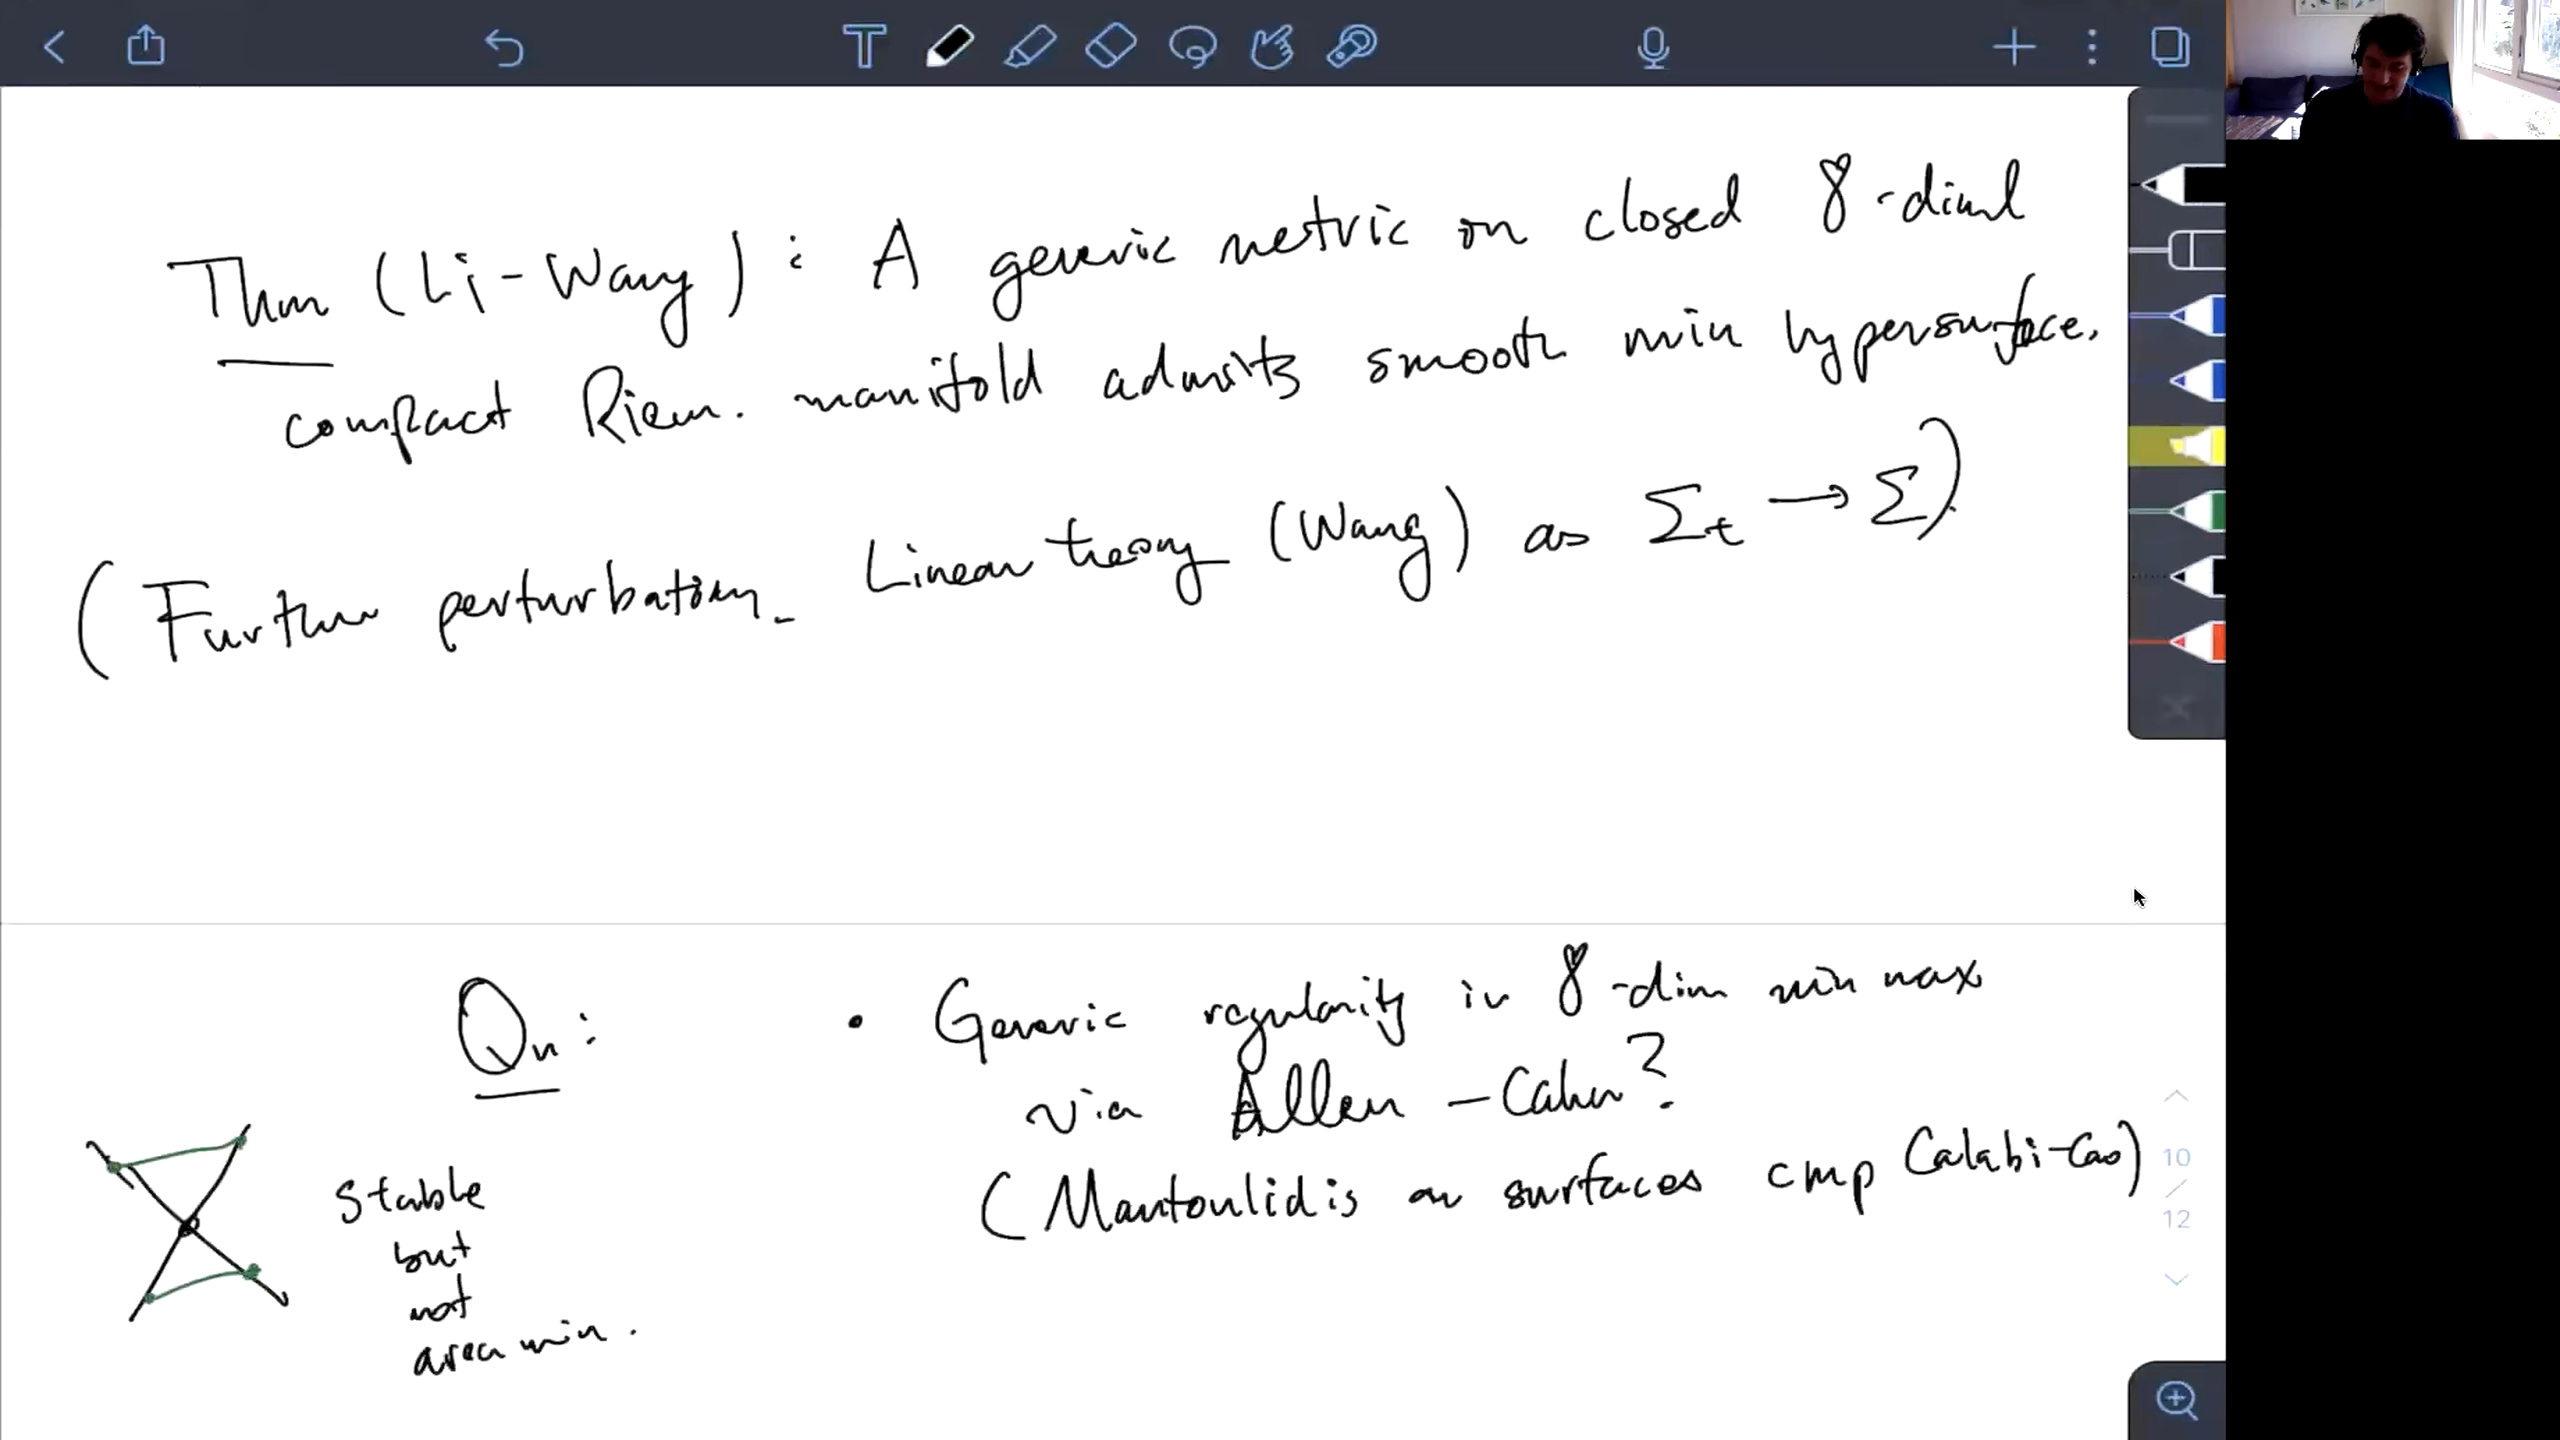 Thm (Li-Wang): A generic metric on closed 8-diml
compact Riem. manifold admits smooth min hypersurface.
(Further perturbation. Linear theory (Wang) as Σt → Σ)
Qn: • Generic regularity in 8-dim min max
via Allen-Cahn?
(Mantoulidis on surfaces cmp Calabi-Cao)
Stable
but
not
area min.
10
/
12